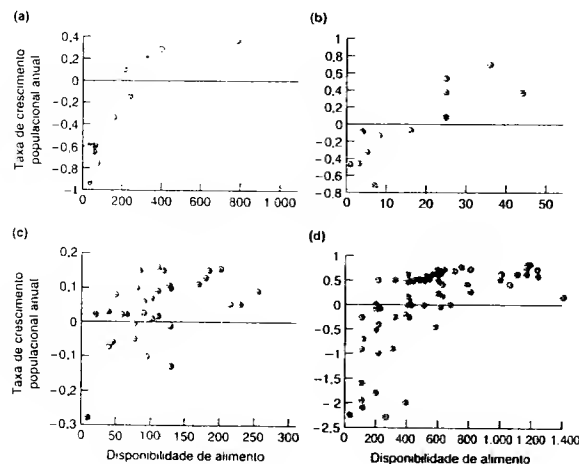 (a)
Taxa de crescimento
populacional anual
0,4
0,2
0
-0,2
-0,4
-0,6
-0,8
-1
0 200 400 600 800 1 000
(b)
1
0,8
0,6
0,4
0,2
0
-0,2
-0,4
-0,6
-0,8
0 10 20 30 40 50
(c)
Taxa de crescimento
populacional anual
0,2
0,1
0
-0,1
-0,2
-0,3
0 50 100 150 200 250 300
Disponibilidade de alimento
(d)
1
0,5
0
-0,5
-1
-1,5
-2
-2,5
0 200 400 600 800 1 000 1 200 1.400
Disponibilidade de alimento